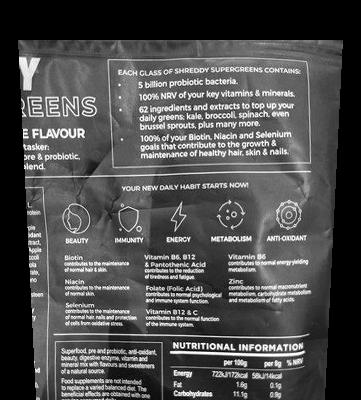 Y
REENS
E FLAVOUR
tasker:
ore & probiotic,
lend.
EACH GLASS OF SHREDDY SUPERGREENS CONTAINS:
• 5 billion probiotic bacteria.
• 100% NRV of your key vitamins & minerals.
• 62 ingredients and extracts to top up your
daily greens; kale, broccoli, spinach, even
brussel sprouts, plus many more.
• 100% of your Biotin, Niacin and Selenium
goals that contribute to the growth &
maintenance of healthy hair, skin & nails.
YOUR NEW DAILY HABIT STARTS NOW!
BEAUTY
IMMUNITY
ENERGY
METABOLISM
ANTI-OXIDANT
Biotin
contributes to the maintenance
of normal hair & skin.
Niacin
contributes to the maintenance
of normal skin.
Selenium
contributes to the maintenance
of normal hair, nails and protection
of cells from oxidative stress.
Vitamin B6, B12
& Pantothenic Acid
contributes to the reduction
of tiredness and fatigue.
Folate (Folic Acid)
contributes to normal psychological
and immune system function.
Vitamin B12 & C
contributes to the normal function
of the immune system.
Vitamin B6
contributes to normal energy yielding
metabolism.
Zinc
contributes to normal macronutrient
metabolism, carbohydrate metabolism
and metabolism of fatty acids.
Superfood, pre and probiotic, anti-oxidant,
beauty, digestive enzyme, vitamin and
mineral mix with flavours and sweeteners
of a natural source.
Food supplements are not intended
to replace a varied balanced diet. The
beneficial effects are obtained with one
NUTRITIONAL INFORMATION
per 100g per 8g % NRV
Energy 722kJ/172kcal 58kJ/14kcal
Fat 1.6g 0.1g
Carbohydrates 11.1g 0.9g